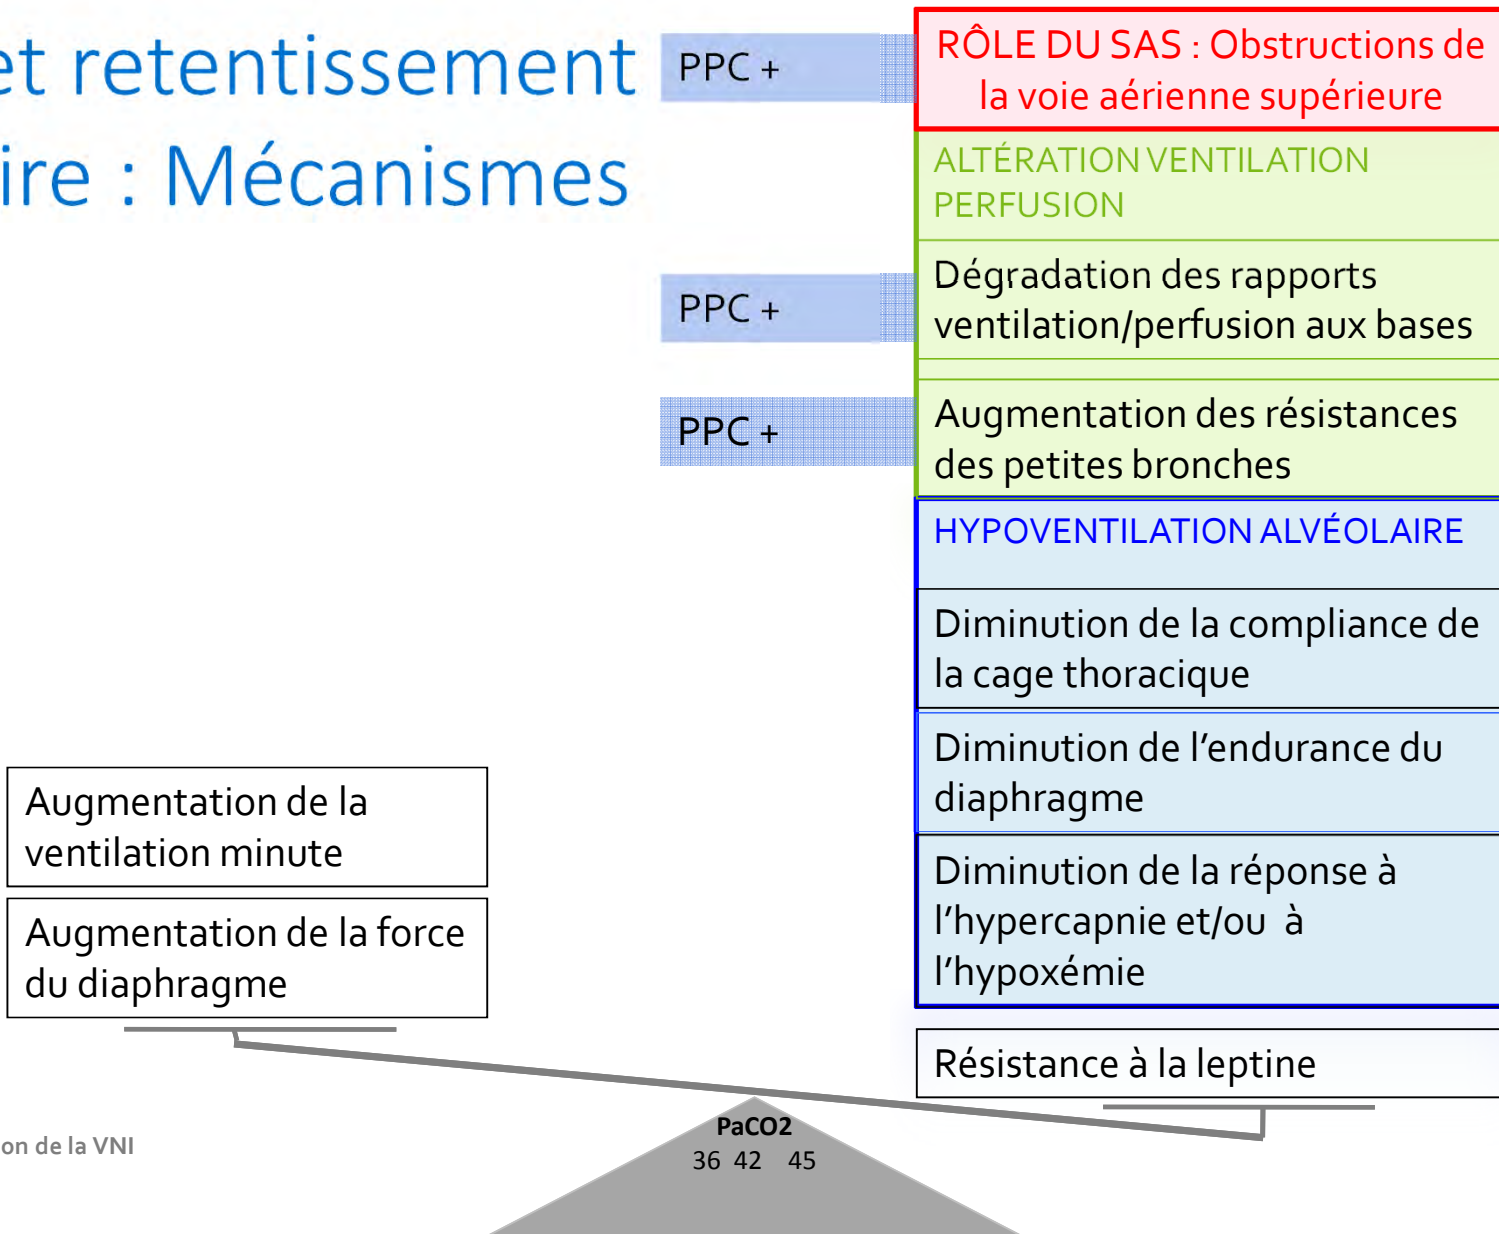 et retentissement
ire : Mécanismes
PPC +
RÔLE DU SAS : Obstructions de
la voie aérienne supérieure
ALTÉRATION VENTILATION
PERFUSION
PPC +
Dégradation des rapports
ventilation/perfusion aux bases
PPC +
Augmentation des résistances
des petites bronches
HYPOVENTILATION ALVÉOLAIRE
Diminution de la compliance de
la cage thoracique
Diminution de l'endurance du
diaphragme
Diminution de la réponse à
l'hypercapnie et/ou à
l'hypoxémie
Résistance à la leptine
Augmentation de la
ventilation minute
Augmentation de la force
du diaphragme
PaCO2
36 42 45
on de la VNI